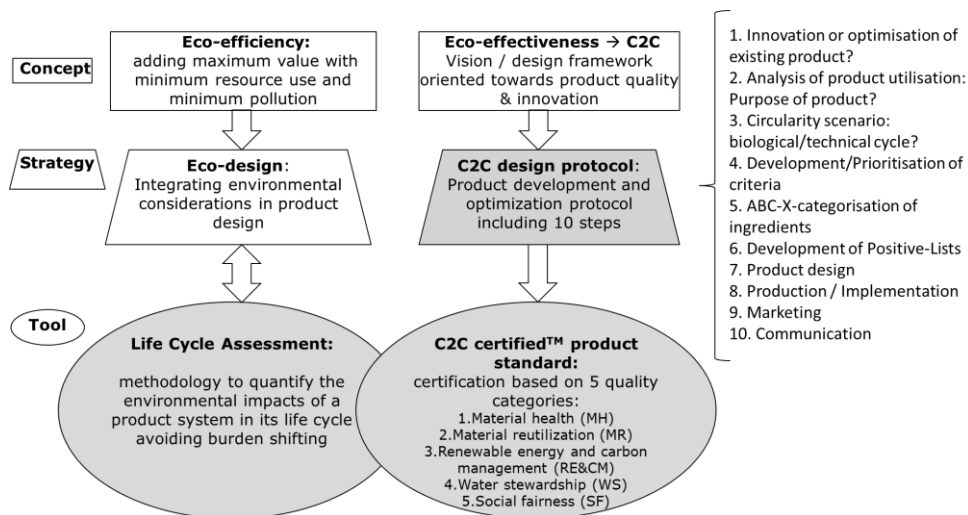 Concept
Eco-efficiency:
adding maximum value with
minimum resource use and
minimum pollution
Eco-effectiveness → C2C
Vision / design framework
oriented towards product quality
& innovation
Strategy
Eco-design:
Integrating environmental
considerations in product
design
C2C design protocol:
Product development and
optimization protocol
including 10 steps
Tool
Life Cycle Assessment:
methodology to quantify the
environmental impacts of a
product system in its life cycle
avoiding burden shifting
C2C certified™ product
standard:
certification based on 5 quality
categories:
1.Material health (MH)
2.Material reutilization (MR)
3.Renewable energy and carbon
management (RE&CM)
4.Water stewardship (WS)
5.Social fairness (SF)
1. Innovation or optimisation of
existing product?
2. Analysis of product utilisation:
Purpose of product?
3. Circularity scenario:
biological/technical cycle?
4. Development/Prioritisation of
criteria
5. ABC-X-categorisation of
ingredients
6. Development of Positive-Lists
7. Product design
8. Production / Implementation
9. Marketing
10. Communication